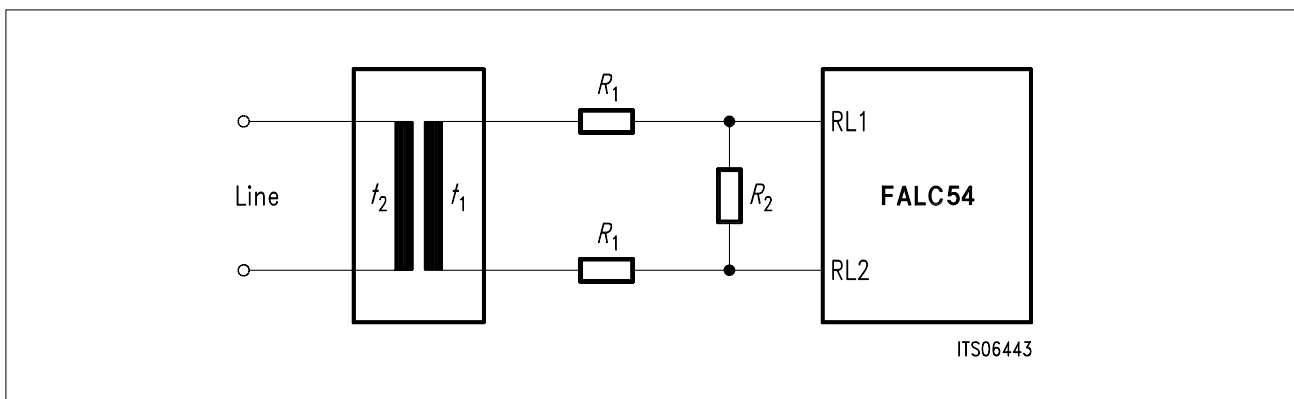 R1
RL1
Line
t2
t1
R2
FALC54
R1
RL2
ITS06443